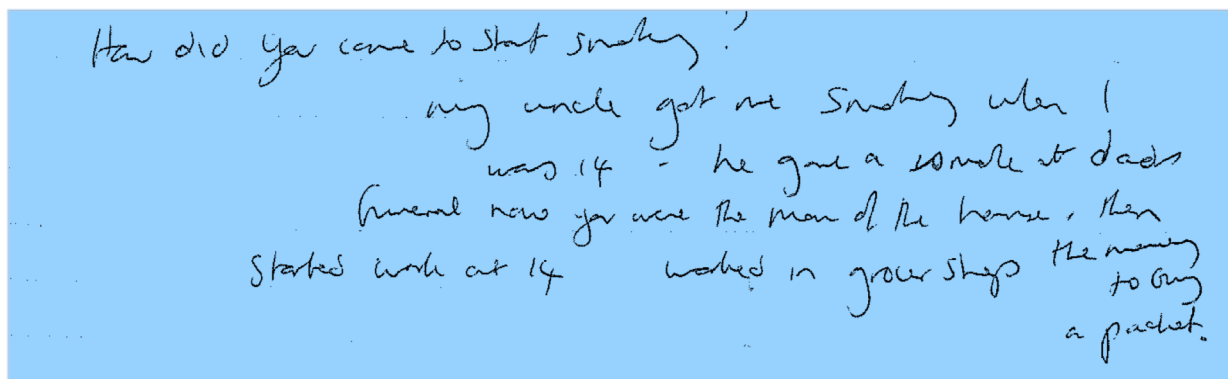 How did you come to start smoking?
my uncle got me smoking when I
was 14 - he gave a smoke at dads
funeral now you were the man of the house, then
started work at 14 worked in grocer shops the money
to buy
a packet.